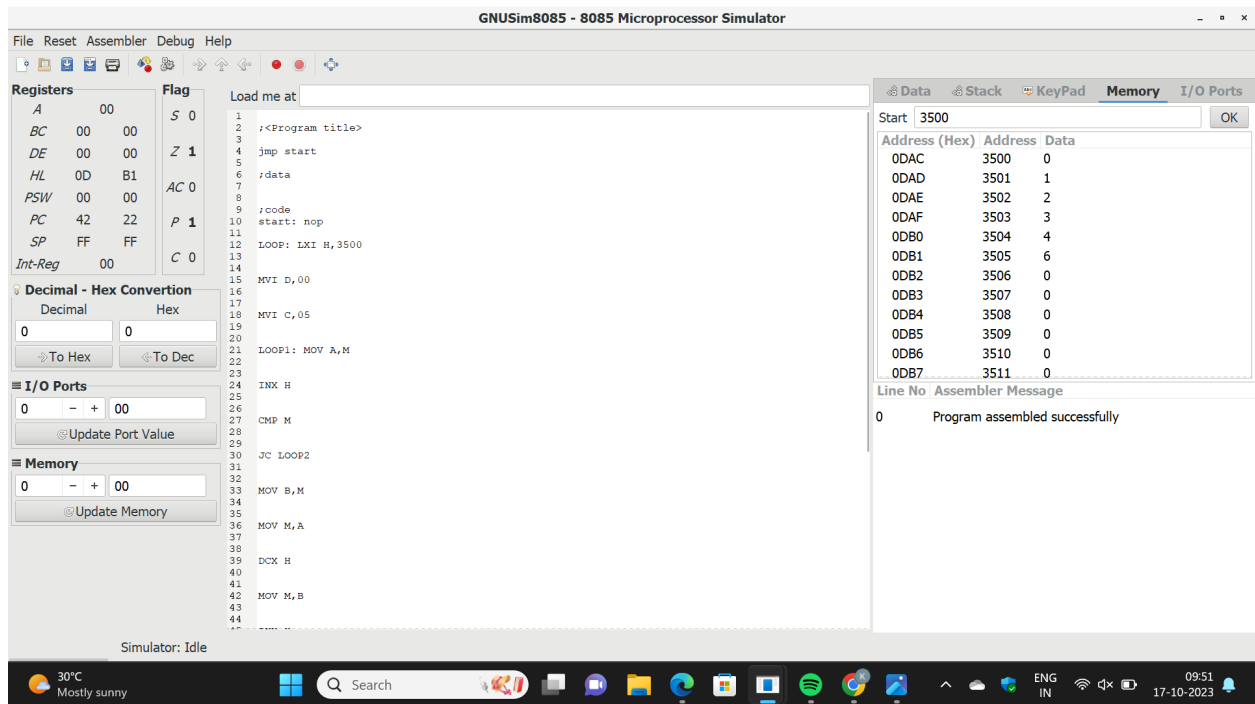 GNUSim8085 - 8085 Microprocessor Simulator
File Reset Assembler Debug Help
Registers
A 00
BC 00 00
DE 00 00
HL 0D B1
PSW 00 00
PC 42 22
SP FF FF
Int-Reg 00
Flag
S 0
Z 1
AC 0
P 1
C 0
Decimal - Hex Convertion
Decimal Hex
0 0
To Hex To Dec
I/O Ports
0 - + 00
Update Port Value
Memory
0 - + 00
Update Memory
Load me at
1
2 ;<Program title>
3
4 jmp start
5
6 ;data
7
8
9 ;code
10 start: nop
11
12 LOOP: LXI H,3500
13
14
15 MVI D,00
16
17
18 MVI C,05
19
20
21 LOOP1: MOV A,M
22
23
24 INX H
25
26
27 CMP M
28
29
30 JC LOOP2
31
32
33 MOV B,M
34
35
36 MOV M,A
37
38
39 DCX H
40
41
42 MOV M,B
43
44
Data Stack KeyPad Memory I/O Ports
Start 3500 OK
Address (Hex) Address Data
0DAC 3500 0
0DAD 3501 1
0DAE 3502 2
0DAF 3503 3
0DB0 3504 4
0DB1 3505 6
0DB2 3506 0
0DB3 3507 0
0DB4 3508 0
0DB5 3509 0
0DB6 3510 0
0DB7 3511 0
Line No Assembler Message
0 Program assembled successfully
Simulator: Idle
30°C
Mostly sunny
Search
K
ENG
IN
09:51
17-10-2023